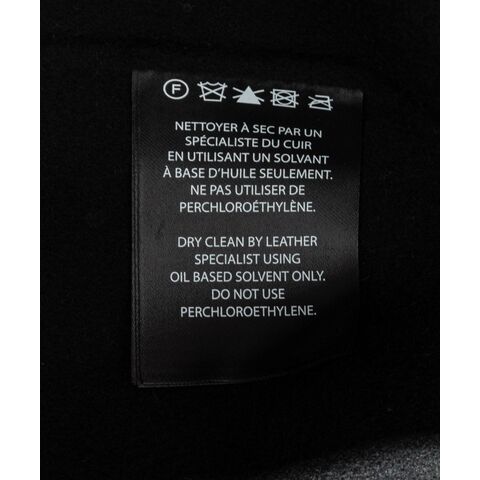 F
NETTOYER À SEC PAR UN
SPÉCIALISTE DU CUIR
EN UTILISANT UN SOLVANT
À BASE D'HUILE SEULEMENT.
NE PAS UTILISER DE
PERCHLOROÉTHYLÈNE.
DRY CLEAN BY LEATHER
SPECIALIST USING
OIL BASED SOLVENT ONLY.
DO NOT USE
PERCHLOROETHYLENE.